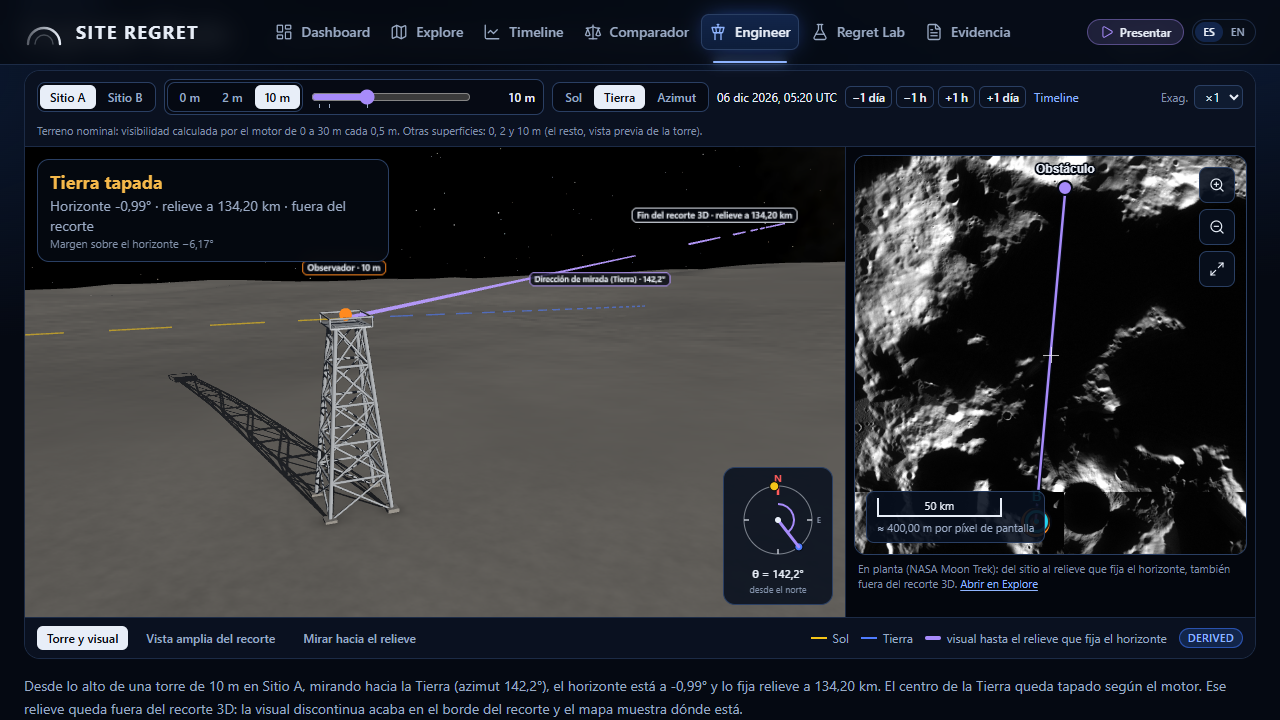 SITE REGRET
Dashboard
Explore
Timeline
Comparador
Engineer
Regret Lab
Evidencia
Presentar
ES EN
Sitio A Sitio B
0 m 2 m 10 m
10 m
Sol Tierra Azimut
06 dic 2026, 05:20 UTC
−1 día −1 h +1 h +1 día
Timeline
Exag. ×1
Terreno nominal: visibilidad calculada por el motor de 0 a 30 m cada 0,5 m. Otras superficies: 0, 2 y 10 m (el resto, vista previa de la torre).
Tierra tapada
Horizonte -0,99° · relieve a 134,20 km · fuera del
recorte
Margen sobre el horizonte −6,17°
Fin del recorte 3D · relieve a 134,20 km
Observador · 10 m
Dirección de mirada (Tierra) · 142,2°
N
E
θ = 142,2°
desde el norte
Obstáculo
50 km
≈ 400,00 m por píxel de pantalla
En planta (NASA Moon Trek): del sitio al relieve que fija el horizonte, también
fuera del recorte 3D. Abrir en Explore
Torre y visual
Vista amplia del recorte
Mirar hacia el relieve
Sol
Tierra
visual hasta el relieve que fija el horizonte
DERIVED
Desde lo alto de una torre de 10 m en Sitio A, mirando hacia la Tierra (azimut 142,2°), el horizonte está a -0,99° y lo fija relieve a 134,20 km. El centro de la Tierra queda tapado según el motor. Ese
relieve queda fuera del recorte 3D: la visual discontinua acaba en el borde del recorte y el mapa muestra dónde está.